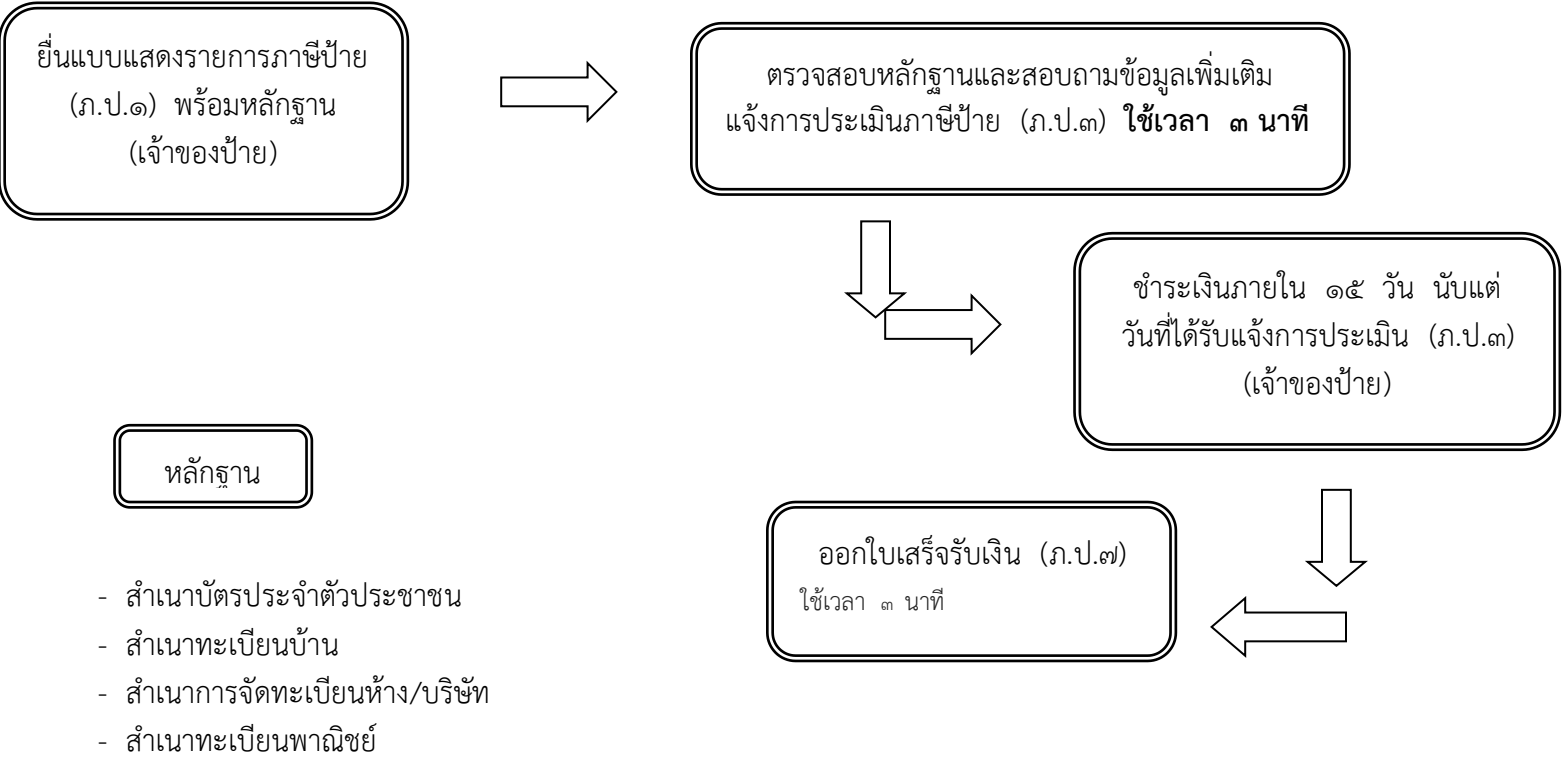 ยื่นแบบแสดงรายการภาษีป้าย
(ภ.ป.๑) พร้อมหลักฐาน
(เจ้าของป้าย)
ตรวจสอบหลักฐานและสอบถามข้อมูลเพิ่มเติม
แจ้งการประเมินภาษีป้าย (ภ.ป.๓) ใช้เวลา ๓ นาที
ชำระเงินภายใน ๑๕ วัน นับแต่
วันที่ได้รับแจ้งการประเมิน (ภ.ป.๓)
(เจ้าของป้าย)
ออกใบเสร็จรับเงิน (ภ.ป.๗)
ใช้เวลา ๓ นาที
หลักฐาน
- สำเนาบัตรประจำตัวประชาชน
- สำเนาทะเบียนบ้าน
- สำเนาการจัดทะเบียนห้าง/บริษัท
- สำเนาทะเบียนพาณิชย์